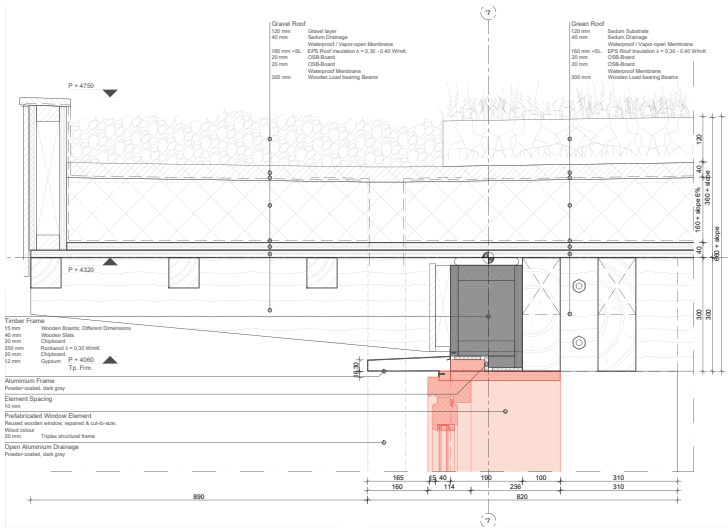 7
Gravel Roof
120 mm Gravel layer
40 mm Sedum Drainage
Waterproof / Vapor-open Membrane
160 mm +SL EPS Roof Insulation λ = 0,30 - 0.40 W/mK
20 mm OSB-Board
20 mm OSB-Board
Waterproof Membrane
300 mm Wooden Load bearing Beams
Green Roof
120 mm Sedum Substrate
40 mm Sedum Drainage
Waterproof / Vapor-open Membrane
160 mm +SL EPS Roof Insulation λ = 0,30 - 0.40 W/mK
20 mm OSB-Board
20 mm OSB-Board
Waterproof Membrane
300 mm Wooden Load bearing Beams
P + 4750
120
40
160 + slope 6%
40
360 + slope
660 + slope
300
300
P + 4320
Timber Frame
15 mm Wooden Boards; Different Dimensions
40 mm Wooden Slats
20 mm Chipboard
250 mm Rockwool λ = 0,35 W/mK
20 mm Chipboard
12 mm Gypsum
P + 4060
Tp. Frm.
16,30
Aluminium Frame
Powder-coated, dark gray
Element Spacing
10 mm
Prefabricated Window Element
Reused wooden window; repaired & cut-to-size;
Wood colour
20 mm Triplex structural frame
Open Aluminium Drainage
Powder-coated, dark gray
165 15 40 190 100 310
160 114 236 310
890 820
7